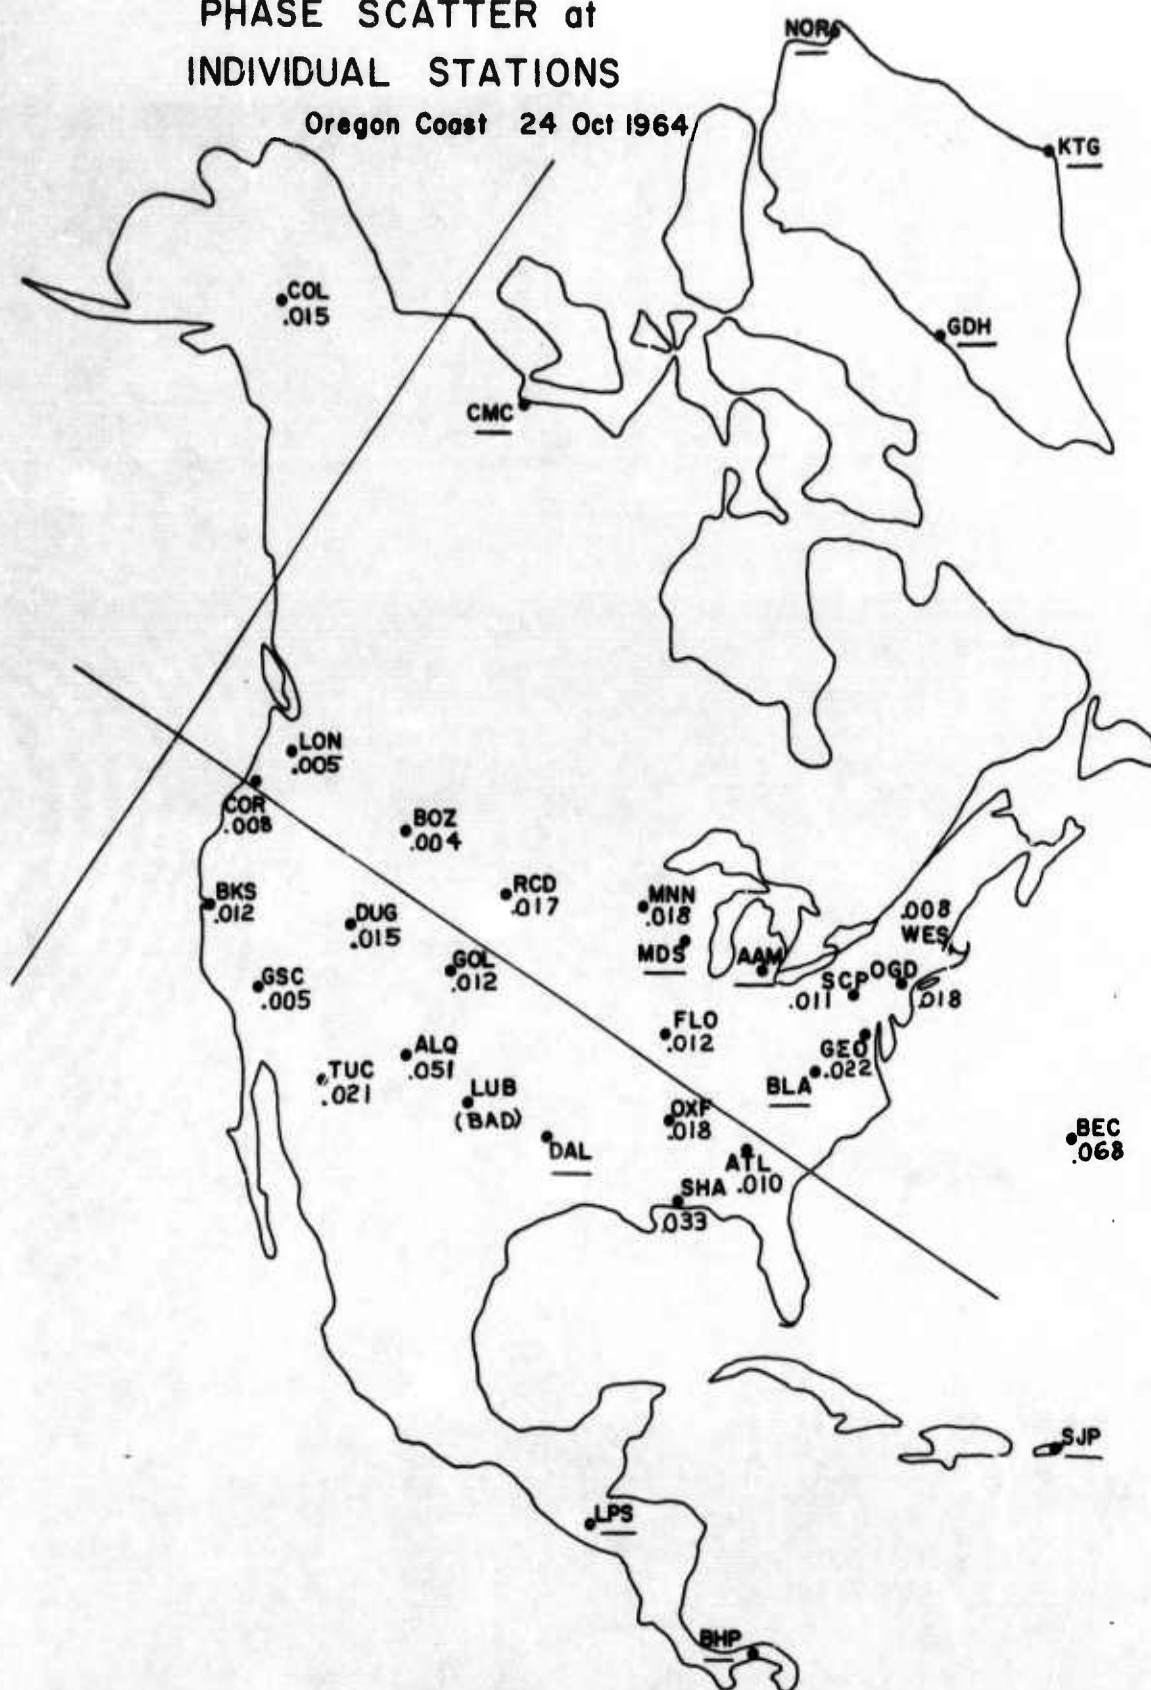 PHASE SCATTER at
INDIVIDUAL STATIONS
Oregon Coast 24 Oct 1964
NOR
KTG
COL
.015
GDH
CMC
LON
.005
COR
.008
BOZ
.004
BKS
.012
DUG
.015
RCD
.017
MNN
.018
.008
WES
MDS
AAM
GOL
.012
GSC
.005
SCP
.011
OGD
.018
FLO
.012
GEO
.022
ALQ
.051
TUC
.021
BLA
LUB
(BAD)
OXF
.018
BEC
.068
DAL
ATL
.010
SHA
.033
SJP
LPS
BHP